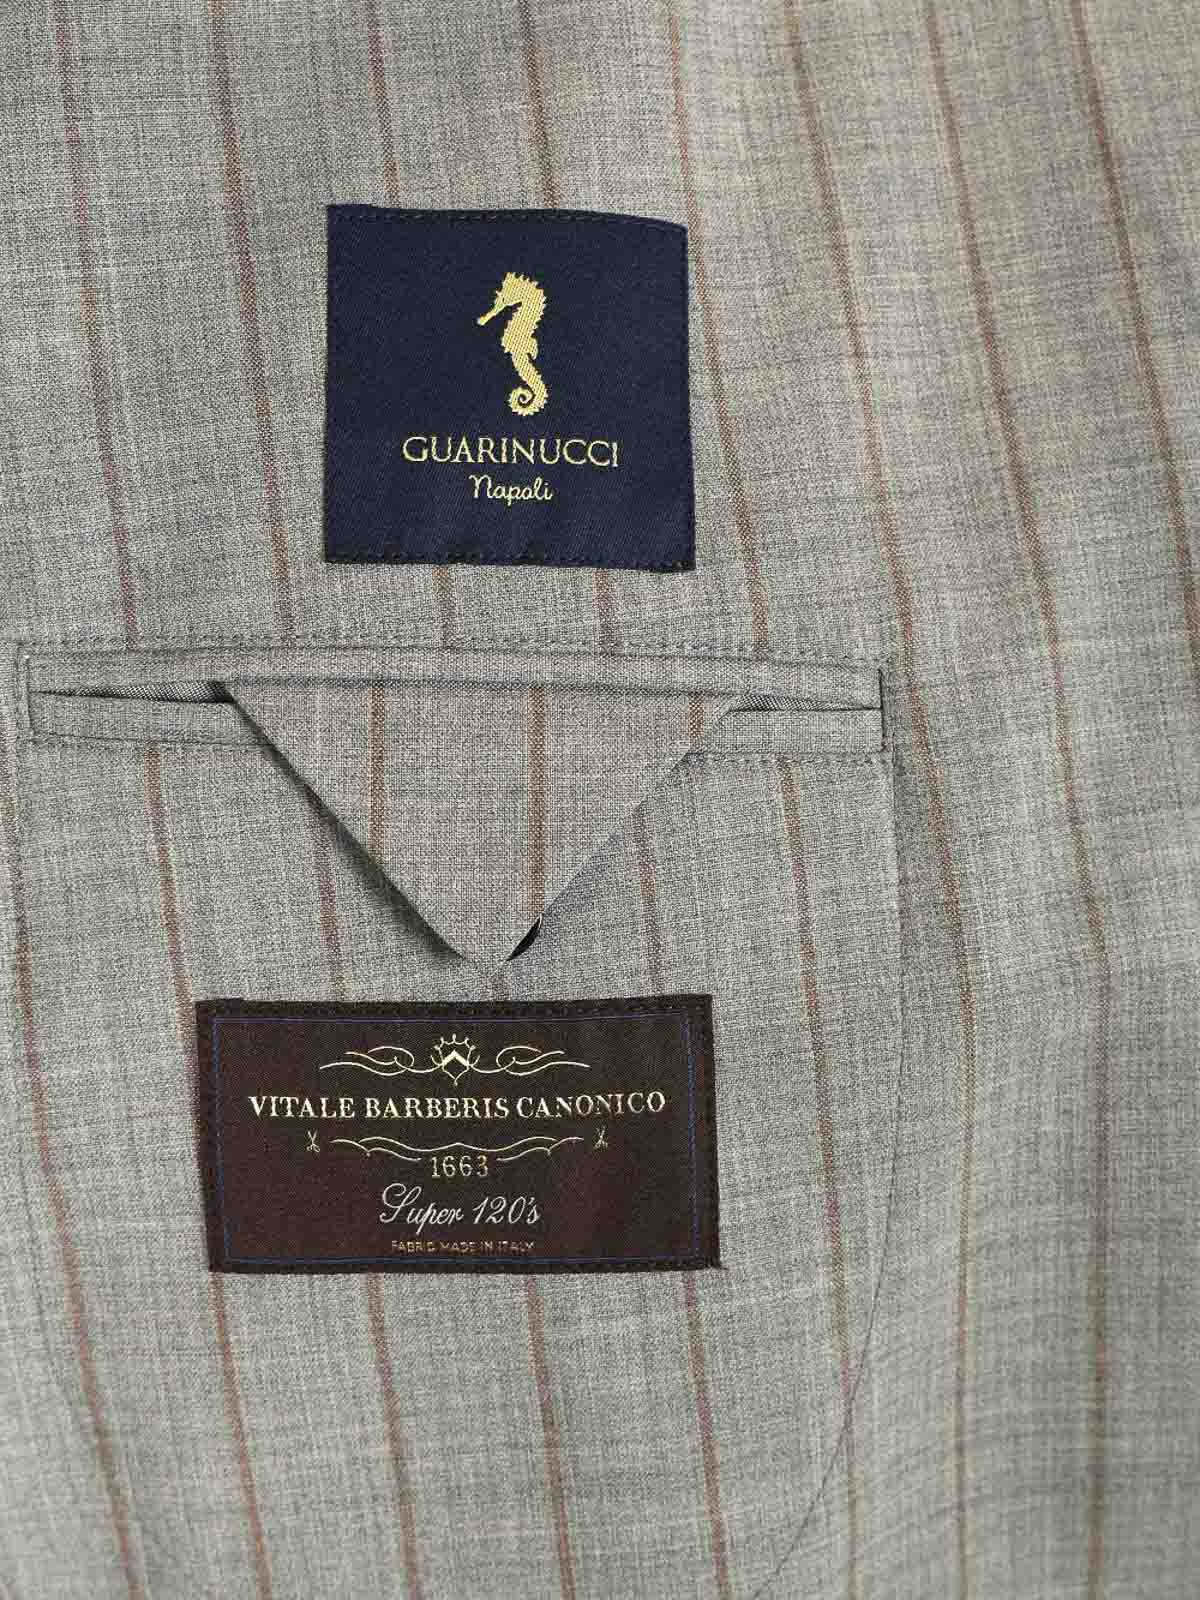 GUARINUCCI
Napoli
VITALE BARBERIS CANONICO
1663
Super 120's
FABRIC MADE IN ITALY